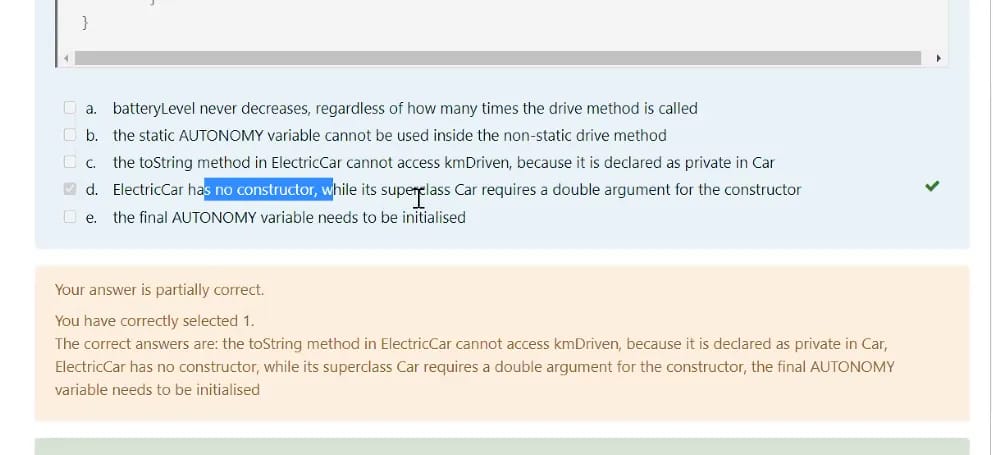 }
a. batteryLevel never decreases, regardless of how many times the drive method is called
b. the static AUTONOMY variable cannot be used inside the non-static drive method
c. the toString method in ElectricCar cannot access kmDriven, because it is declared as private in Car
d. ElectricCar has no constructor, while its superclass Car requires a double argument for the constructor
e. the final AUTONOMY variable needs to be initialised
Your answer is partially correct.
You have correctly selected 1.
The correct answers are: the toString method in ElectricCar cannot access kmDriven, because it is declared as private in Car,
ElectricCar has no constructor, while its superclass Car requires a double argument for the constructor, the final AUTONOMY
variable needs to be initialised